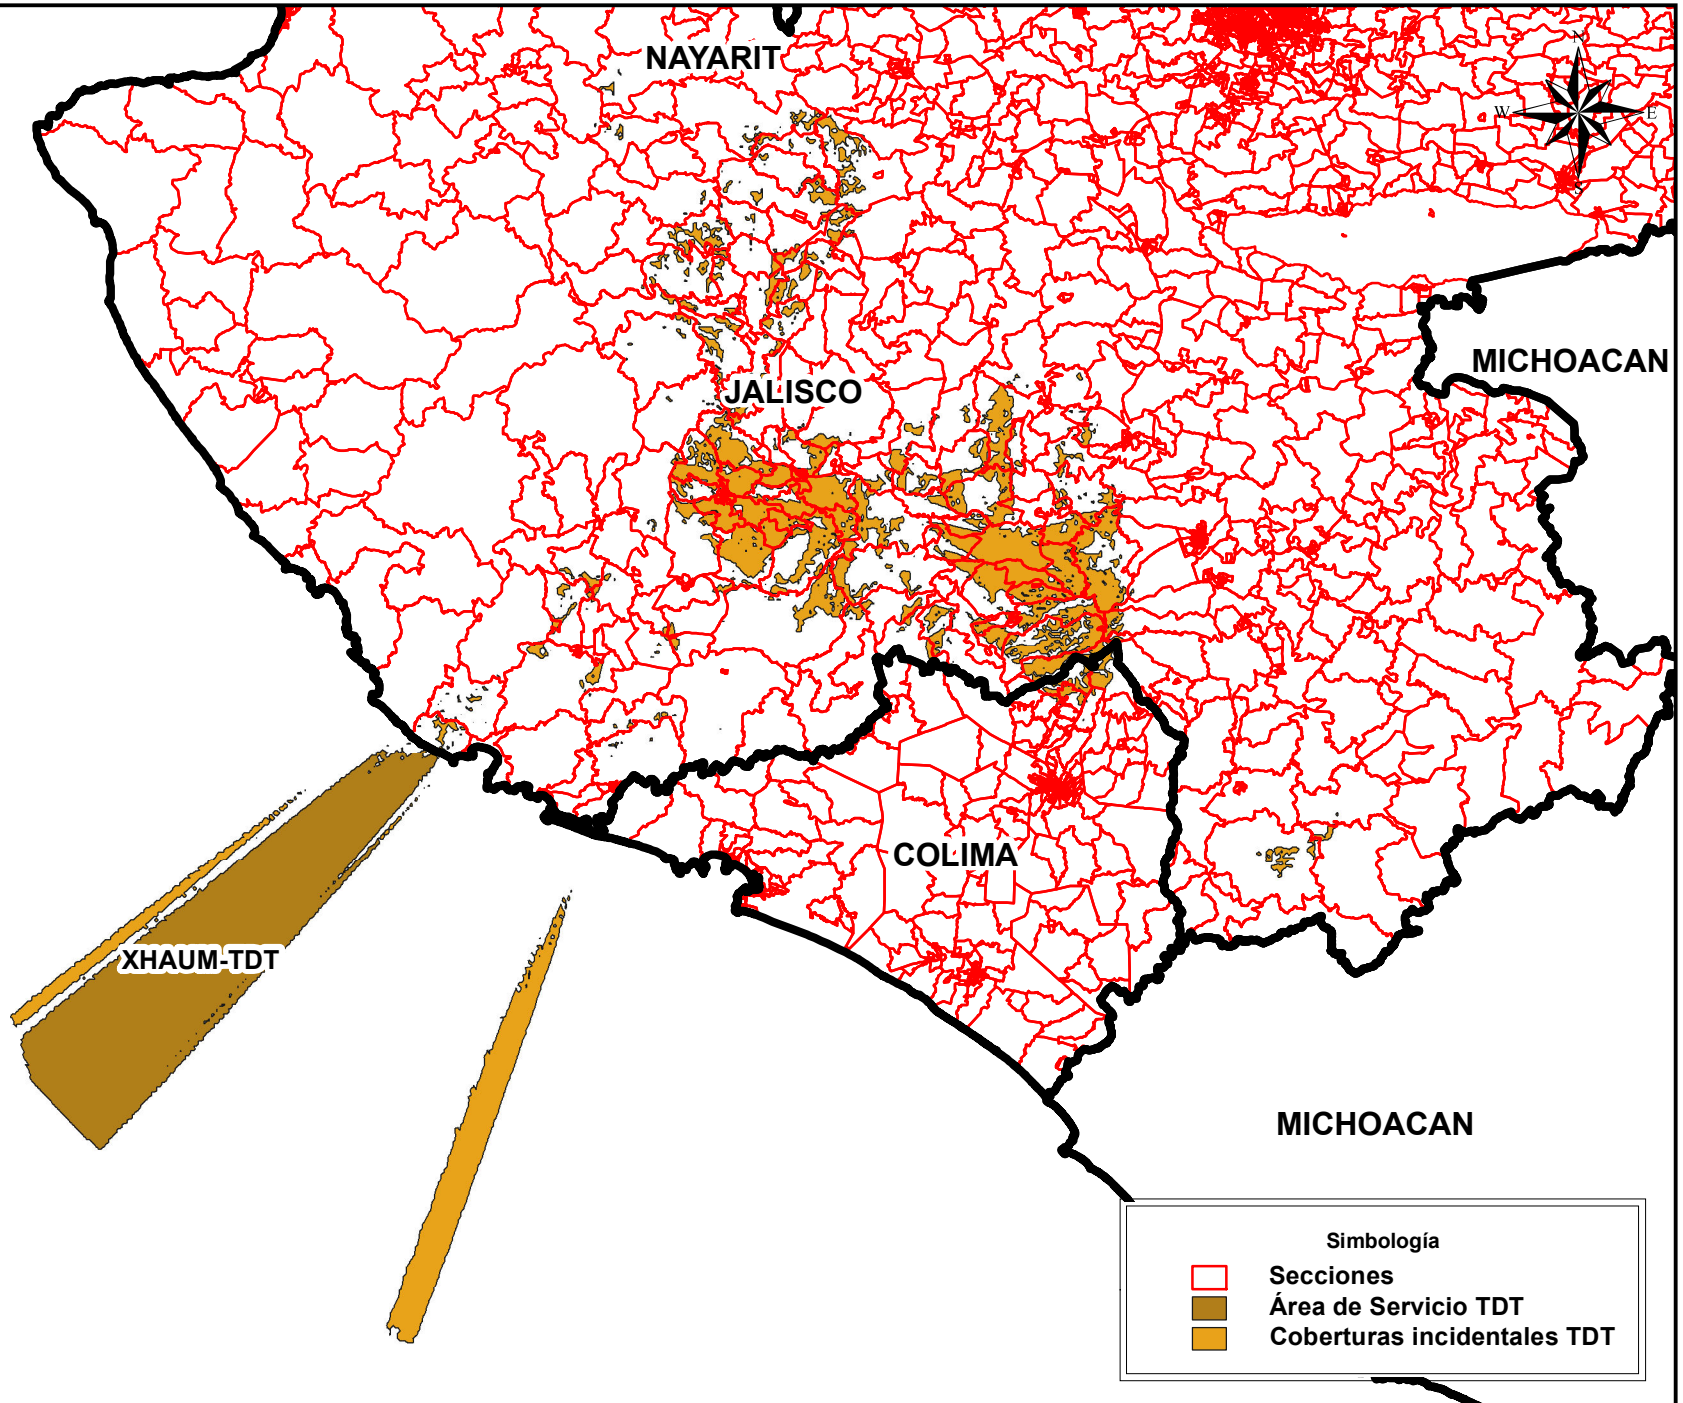 NAYARIT
N
W
E
S
MICHOACAN
JALISCO
COLIMA
XHAUM-TDT
MICHOACAN
Simbología
Secciones
Área de Servicio TDT
Coberturas incidentales TDT